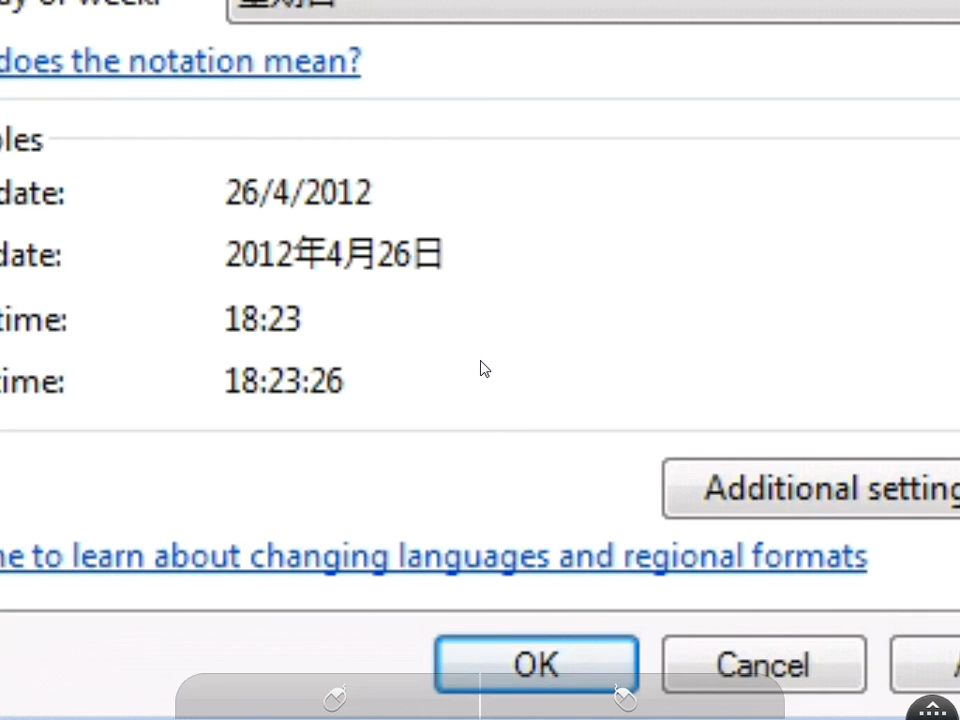 does the notation mean?
date: 26/4/2012
date: 2012年4月26日
time: 18:23
time: 18:23:26
Additional setting
to learn about changing languages and regional formats
OK Cancel